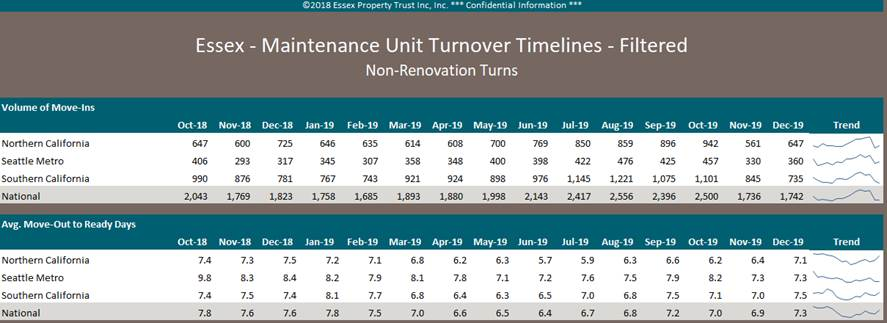 ©2018 Essex Property Trust Inc, Inc. *** Confidential Information ***
Essex - Maintenance Unit Turnover Timelines - Filtered
Non-Renovation Turns
Volume of Move-Ins
Oct-18 Nov-18 Dec-18 Jan-19 Feb-19 Mar-19 Apr-19 May-19 Jun-19 Jul-19 Aug-19 Sep-19 Oct-19 Nov-19 Dec-19 Trend
Northern California 647 600 725 646 635 614 608 700 769 850 859 896 942 561 647
Seattle Metro 406 293 317 345 307 358 348 400 398 422 476 425 457 330 360
Southern California 990 876 781 767 743 921 924 898 976 1,145 1,221 1,075 1,101 845 735
National 2,043 1,769 1,823 1,758 1,685 1,893 1,880 1,998 2,143 2,417 2,556 2,396 2,500 1,736 1,742
Avg. Move-Out to Ready Days
Oct-18 Nov-18 Dec-18 Jan-19 Feb-19 Mar-19 Apr-19 May-19 Jun-19 Jul-19 Aug-19 Sep-19 Oct-19 Nov-19 Dec-19 Trend
Northern California 7.4 7.3 7.5 7.2 7.1 6.8 6.2 6.3 5.7 5.9 6.3 6.6 6.2 6.4 7.1
Seattle Metro 9.8 8.3 8.4 8.2 7.9 8.1 7.8 7.1 7.2 7.6 7.5 7.9 8.2 7.3 7.3
Southern California 7.4 7.5 7.4 8.1 7.7 6.8 6.4 6.3 6.5 7.0 6.8 7.5 7.1 7.0 7.5
National 7.8 7.6 7.6 7.8 7.5 7.0 6.6 6.5 6.4 6.7 6.8 7.2 7.0 6.9 7.3